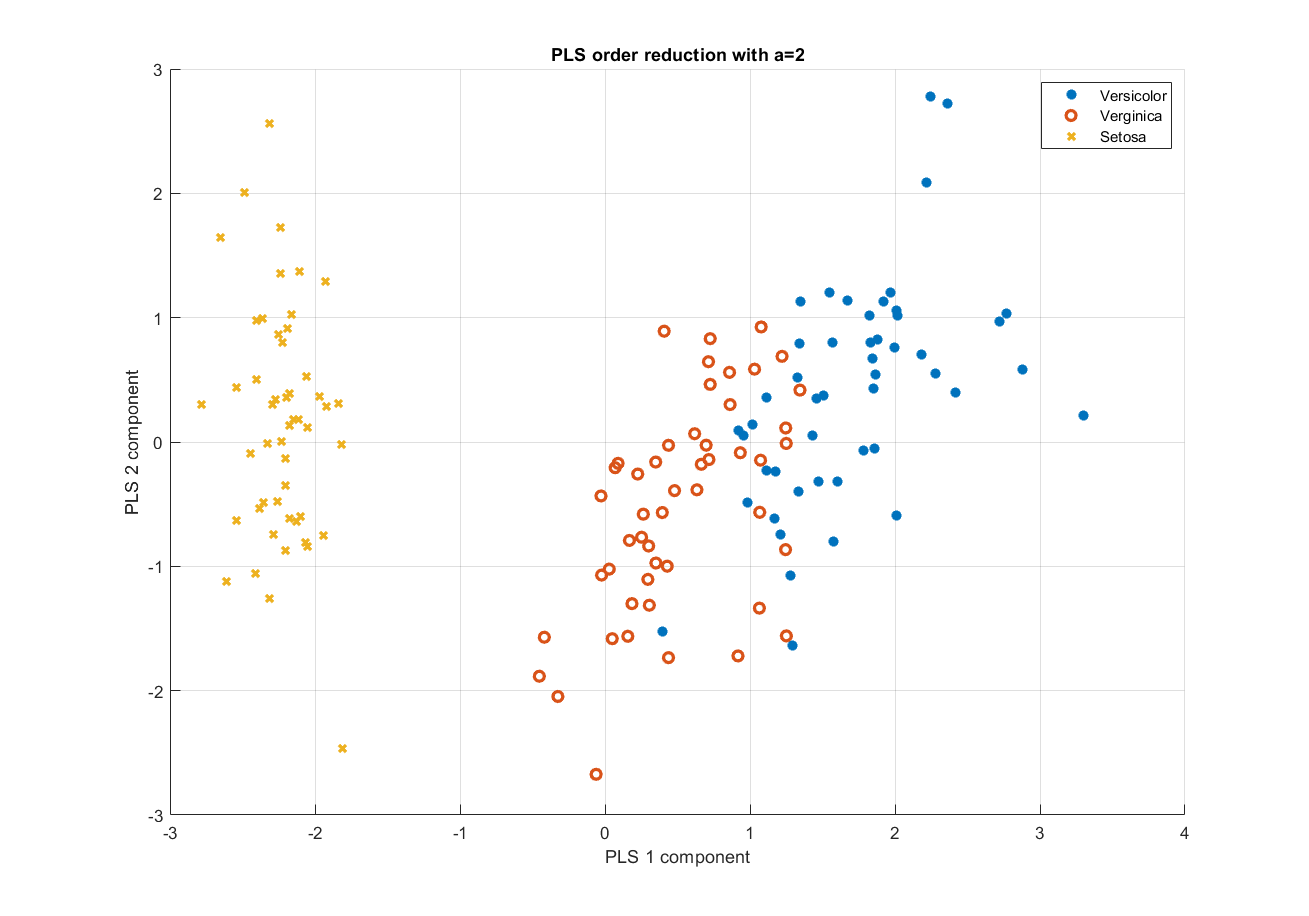 PLS order reduction with a=2
Versicolor
Verginica
Setosa
3
2
1
0
-1
-2
-3
PLS 2 component
-3
-2
-1
0
1
2
3
4
PLS 1 component